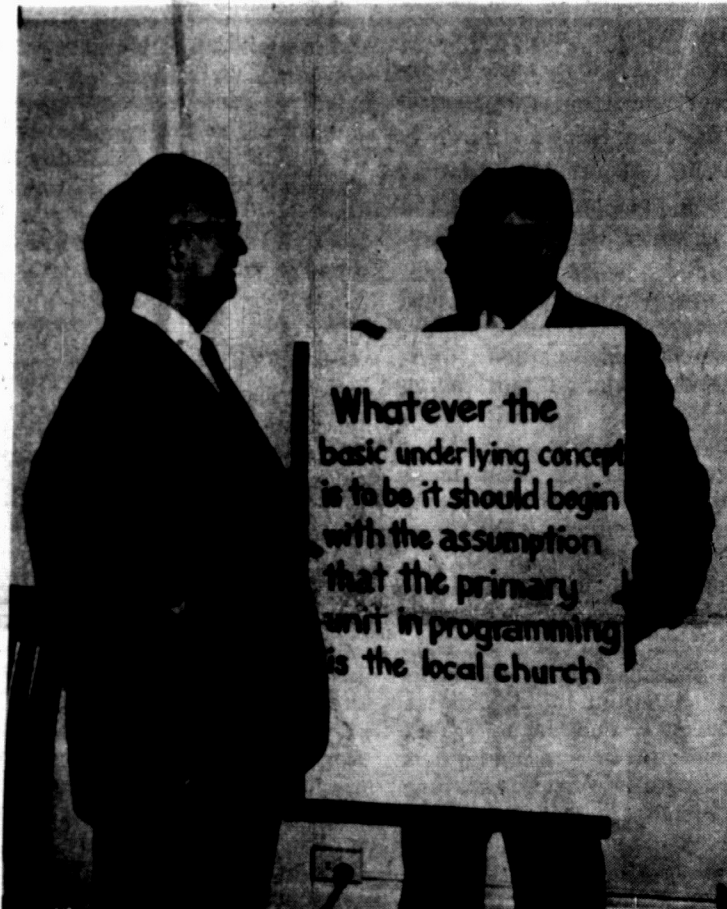 Whatever the
basic underlying concept
is to be it should begin
with the assumption
that the primary
unit in programming
is the local church